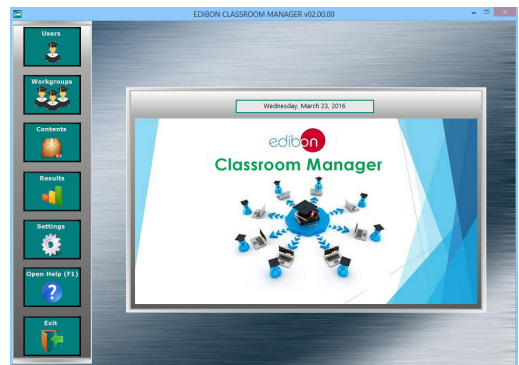 EDIBON CLASSROOM MANAGER v02.00.00
Users
Workgroups
Contents
Results
Settings
Open Help (F1)
Exit
Wednesday, March 23, 2016
edibon
Classroom Manager